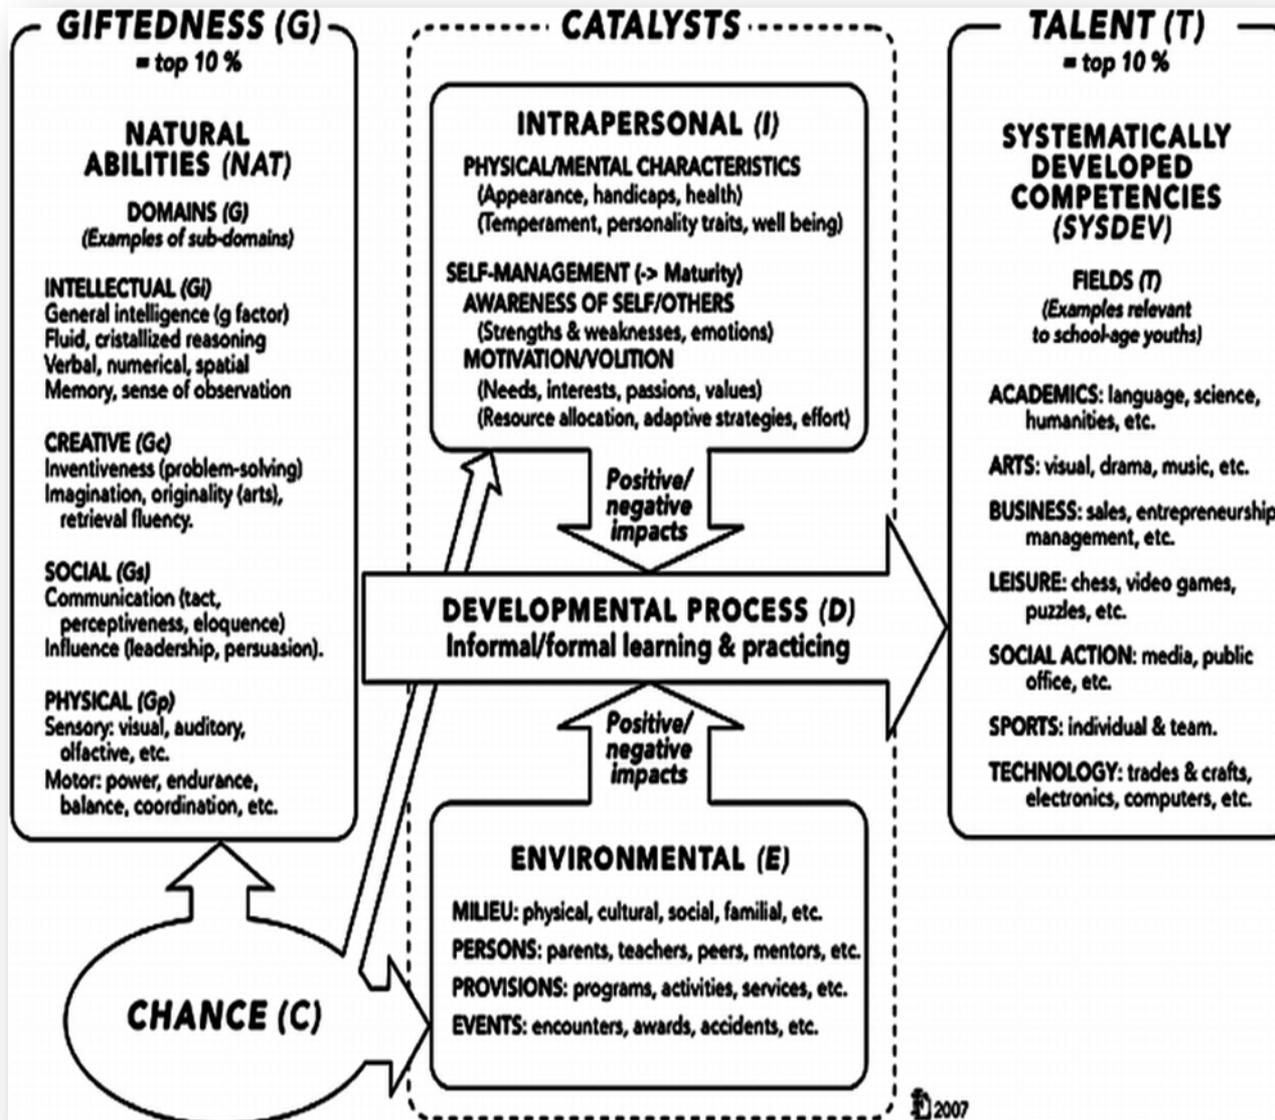 GIFTEDNESS (G)
= top 10 %
NATURAL
ABILITIES (NAT)
DOMAINS (G)
(Examples of sub-domains)
INTELLECTUAL (Gi)
General intelligence (g factor)
Fluid, cristallized reasoning
Verbal, numerical, spatial
Memory, sense of observation
CREATIVE (Gc)
Inventiveness (problem-solving)
Imagination, originality (arts),
retrieval fluency.
SOCIAL (Gs)
Communication (tact,
perceptiveness, eloquence)
Influence (leadership, persuasion).
PHYSICAL (Gp)
Sensory: visual, auditory,
olfactive, etc.
Motor: power, endurance,
balance, coordination, etc.
CHANCE (C)
CATALYSTS
INTRAPERSONAL (I)
PHYSICAL/MENTAL CHARACTERISTICS
(Appearance, handicaps, health)
(Temperament, personality traits, well being)
SELF-MANAGEMENT (-> Maturity)
AWARENESS OF SELF/OTHERS
(Strengths & weaknesses, emotions)
MOTIVATION/VOLITION
(Needs, interests, passions, values)
(Resource allocation, adaptive strategies, effort)
Positive/
negative
impacts
DEVELOPMENTAL PROCESS (D)
Informal/formal learning & practicing
Positive/
negative
impacts
ENVIRONMENTAL (E)
MILIEU: physical, cultural, social, familial, etc.
PERSONS: parents, teachers, peers, mentors, etc.
PROVISIONS: programs, activities, services, etc.
EVENTS: encounters, awards, accidents, etc.
TALENT (T)
= top 10 %
SYSTEMATICALLY
DEVELOPED
COMPETENCIES
(SYSDEV)
FIELDS (T)
(Examples relevant
to school-age youths)
ACADEMICS: language, science,
humanities, etc.
ARTS: visual, drama, music, etc.
BUSINESS: sales, entrepreneurship
management, etc.
LEISURE: chess, video games,
puzzles, etc.
SOCIAL ACTION: media, public
office, etc.
SPORTS: individual & team.
TECHNOLOGY: trades & crafts,
electronics, computers, etc.
2007